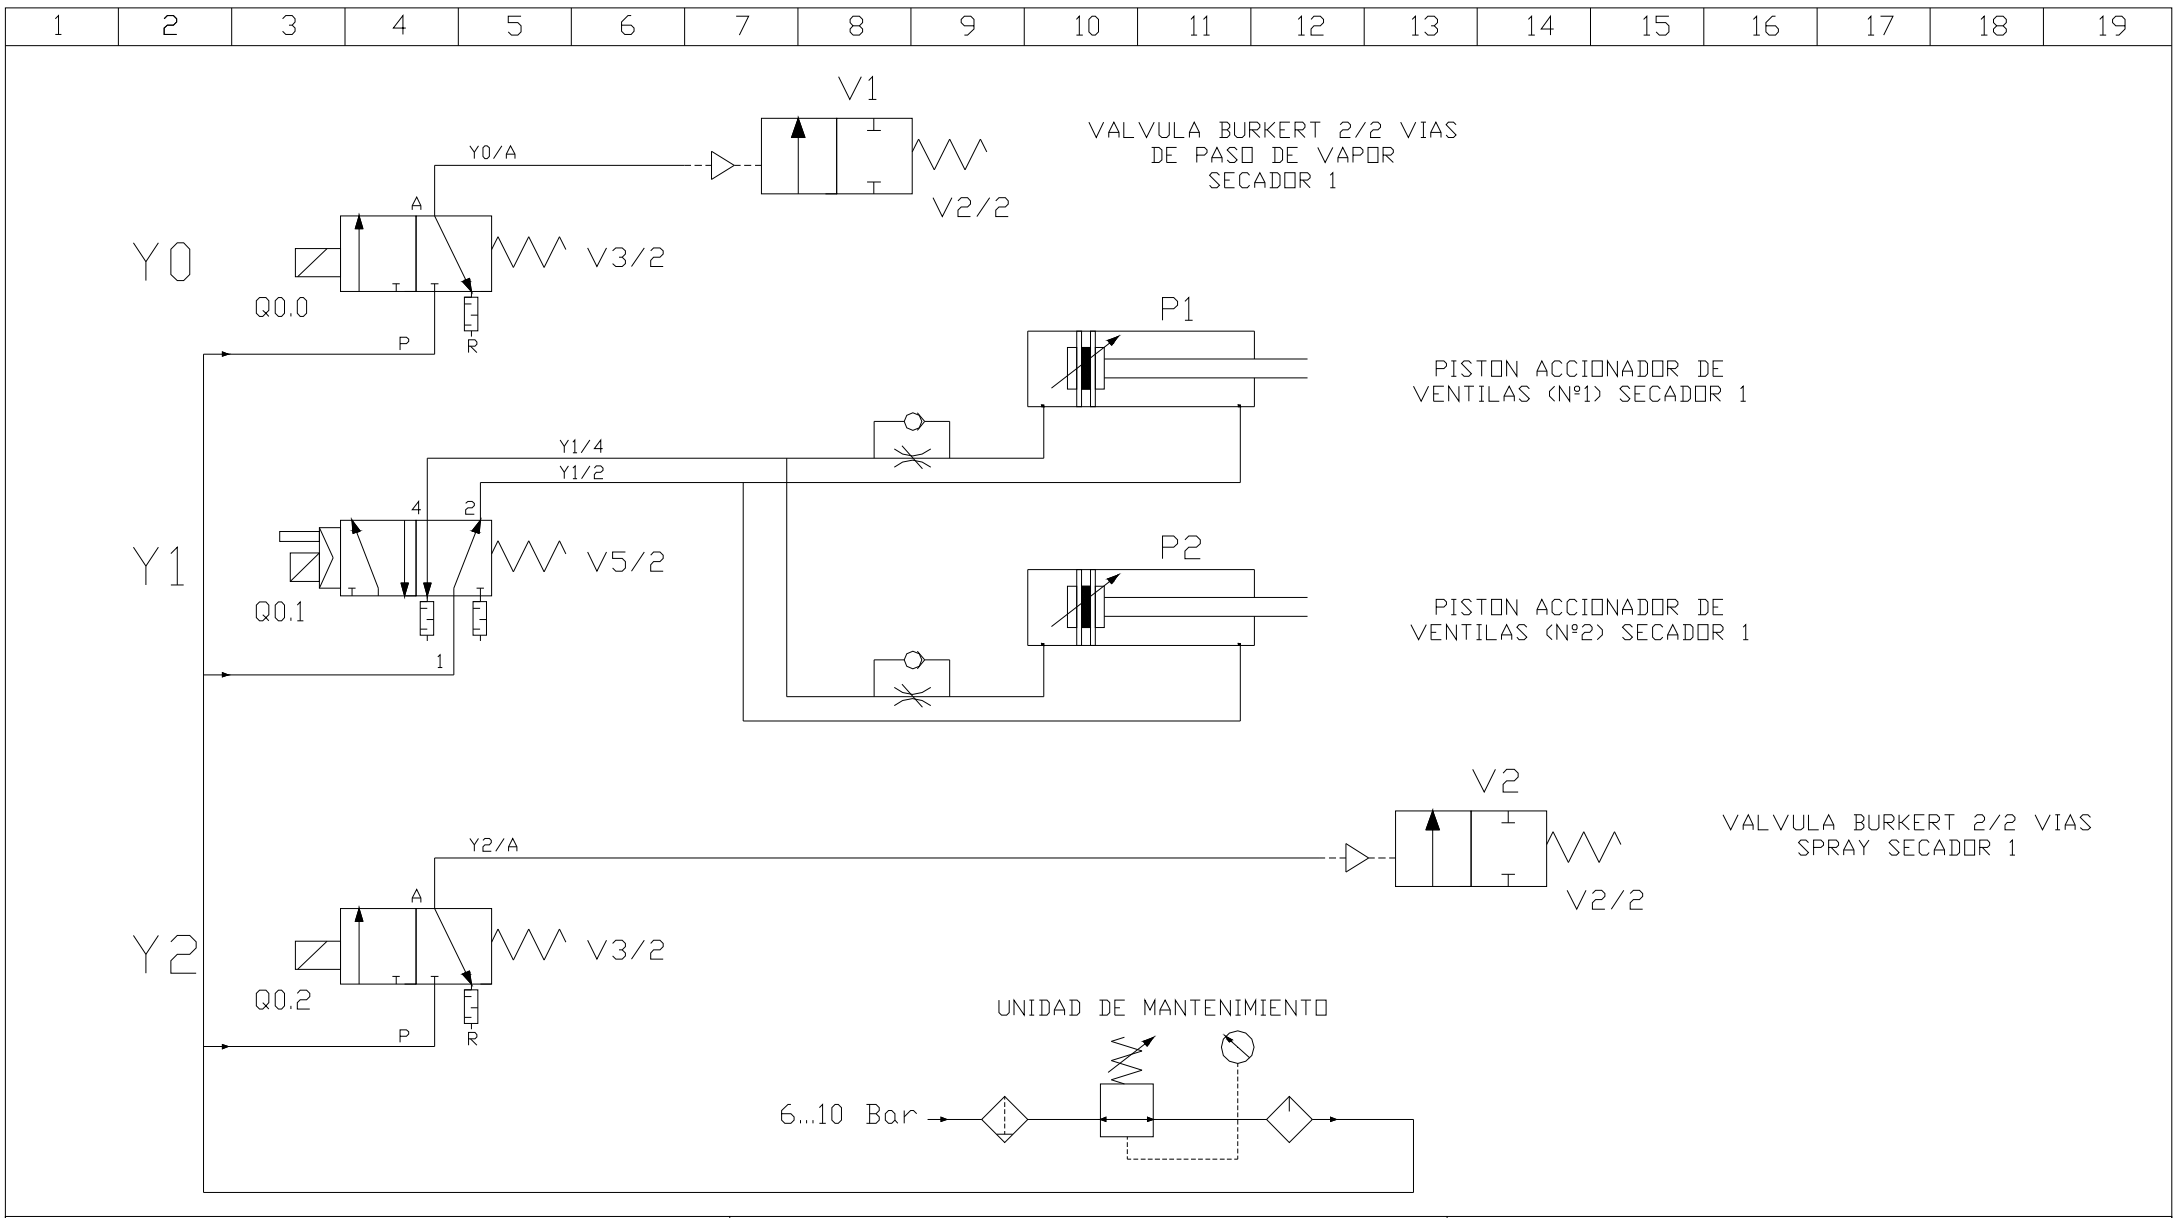 1 2 3 4 5 6 7 8 9 10 11 12 13 14 15 16 17 18 19
V1
VALVULA BURKERT 2/2 VIAS
DE PASO DE VAPOR
SECADOR 1
Y0/A
V2/2
A
Y0
V3/2
Q0.0
P
R
P1
PISTON ACCIONADOR DE
VENTILAS (Nº1) SECADOR 1
Y1/4
Y1/2
4
2
Y1
V5/2
Q0.1
1
P2
PISTON ACCIONADOR DE
VENTILAS (Nº2) SECADOR 1
V2
VALVULA BURKERT 2/2 VIAS
SPRAY SECADOR 1
Y2/A
V2/2
A
Y2
V3/2
Q0.2
P
R
UNIDAD DE MANTENIMIENTO
6...10 Bar